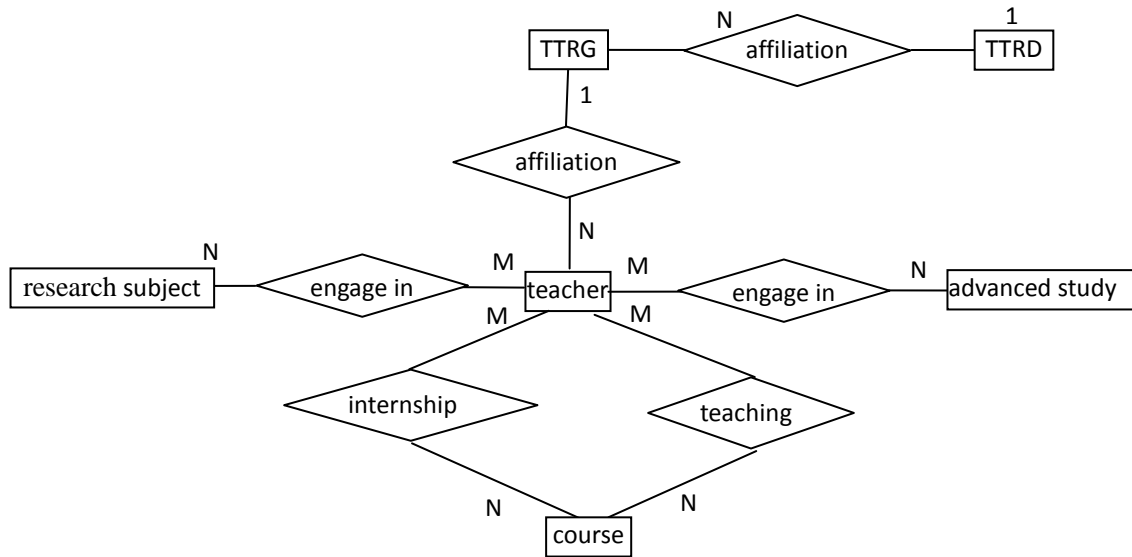 N
1
TTRG
affiliation
TTRD
1
affiliation
N
N
M
M
N
research subject
engage in
teacher
engage in
advanced study
M
M
internship
teaching
N
N
course